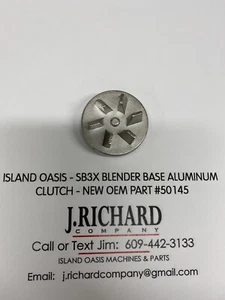 ISLAND OASIS - SB3X BLENDER BASE ALUMINUM
CLUTCH - NEW OEM PART #50145
J.RICHARD
COMPANY
Call or Text Jim: 609-442-3133
ISLAND OASIS MACHINES & PARTS
Email: j.richardcompany@gmail.com